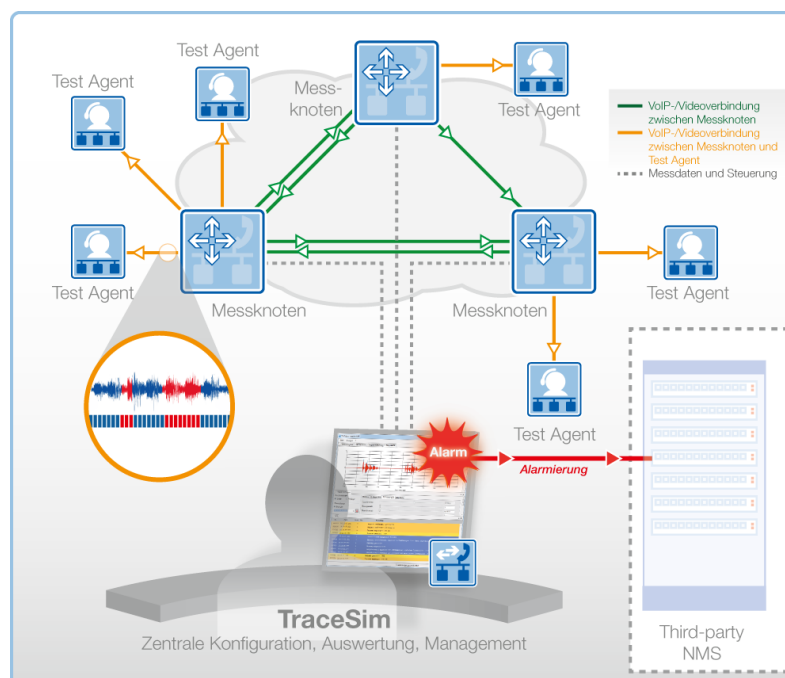 Test Agent
Test Agent
Mess-
knoten
Test Agent
VoIP-/Videoverbindung
zwischen Messknoten
VoIP-/Videoverbindung
zwischen Messknoten und
Test Agent
Messdaten und Steuerung
Test Agent
Messknoten
Messknoten
Test Agent
Test Agent
Alarm
Alarmierung
TraceSim
Zentrale Konfiguration, Auswertung, Management
Third-party
NMS